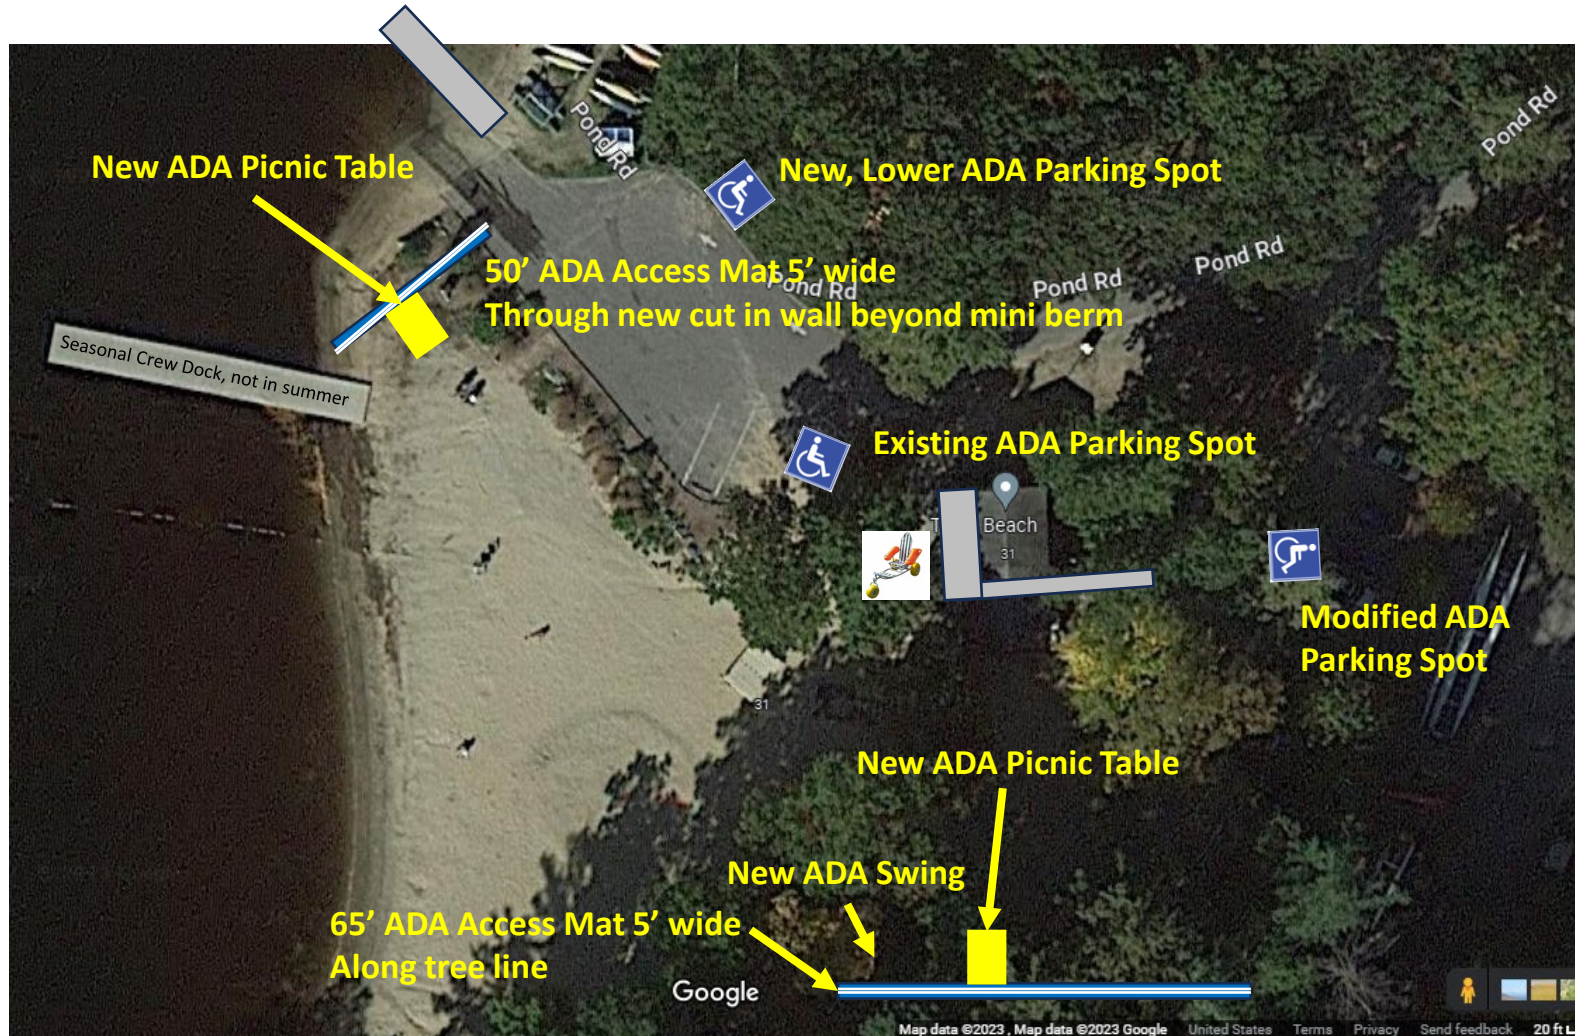 Pond Rd
Pond Rd
New ADA Picnic Table
New, Lower ADA Parking Spot
Pond Rd
50’ ADA Access Mat 5’ wide
Pond Rd
Pond Rd
Through new cut in wall beyond mini berm
Seasonal Crew Dock, not in summer
Existing ADA Parking Spot
Beach
31
Modified ADA
Parking Spot
31
New ADA Picnic Table
New ADA Swing
65’ ADA Access Mat 5’ wide
Along tree line
Google
Map data ©2023 , Map data ©2023 Google United States Terms Privacy Send feedback 20 ft